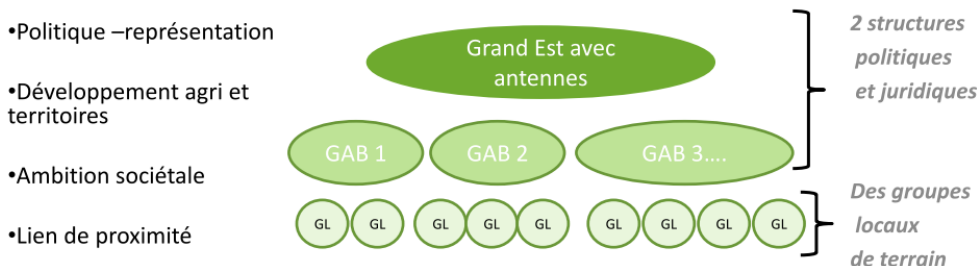 •Politique –représentation
•Développement agri et
territoires
•Ambition sociétale
•Lien de proximité
Grand Est avec
antennes
GAB 1
GAB 2
GAB 3....
GL
GL
GL
GL
GL
GL
GL
GL
GL
2 structures
politiques
et juridiques
Des groupes
locaux
de terrain